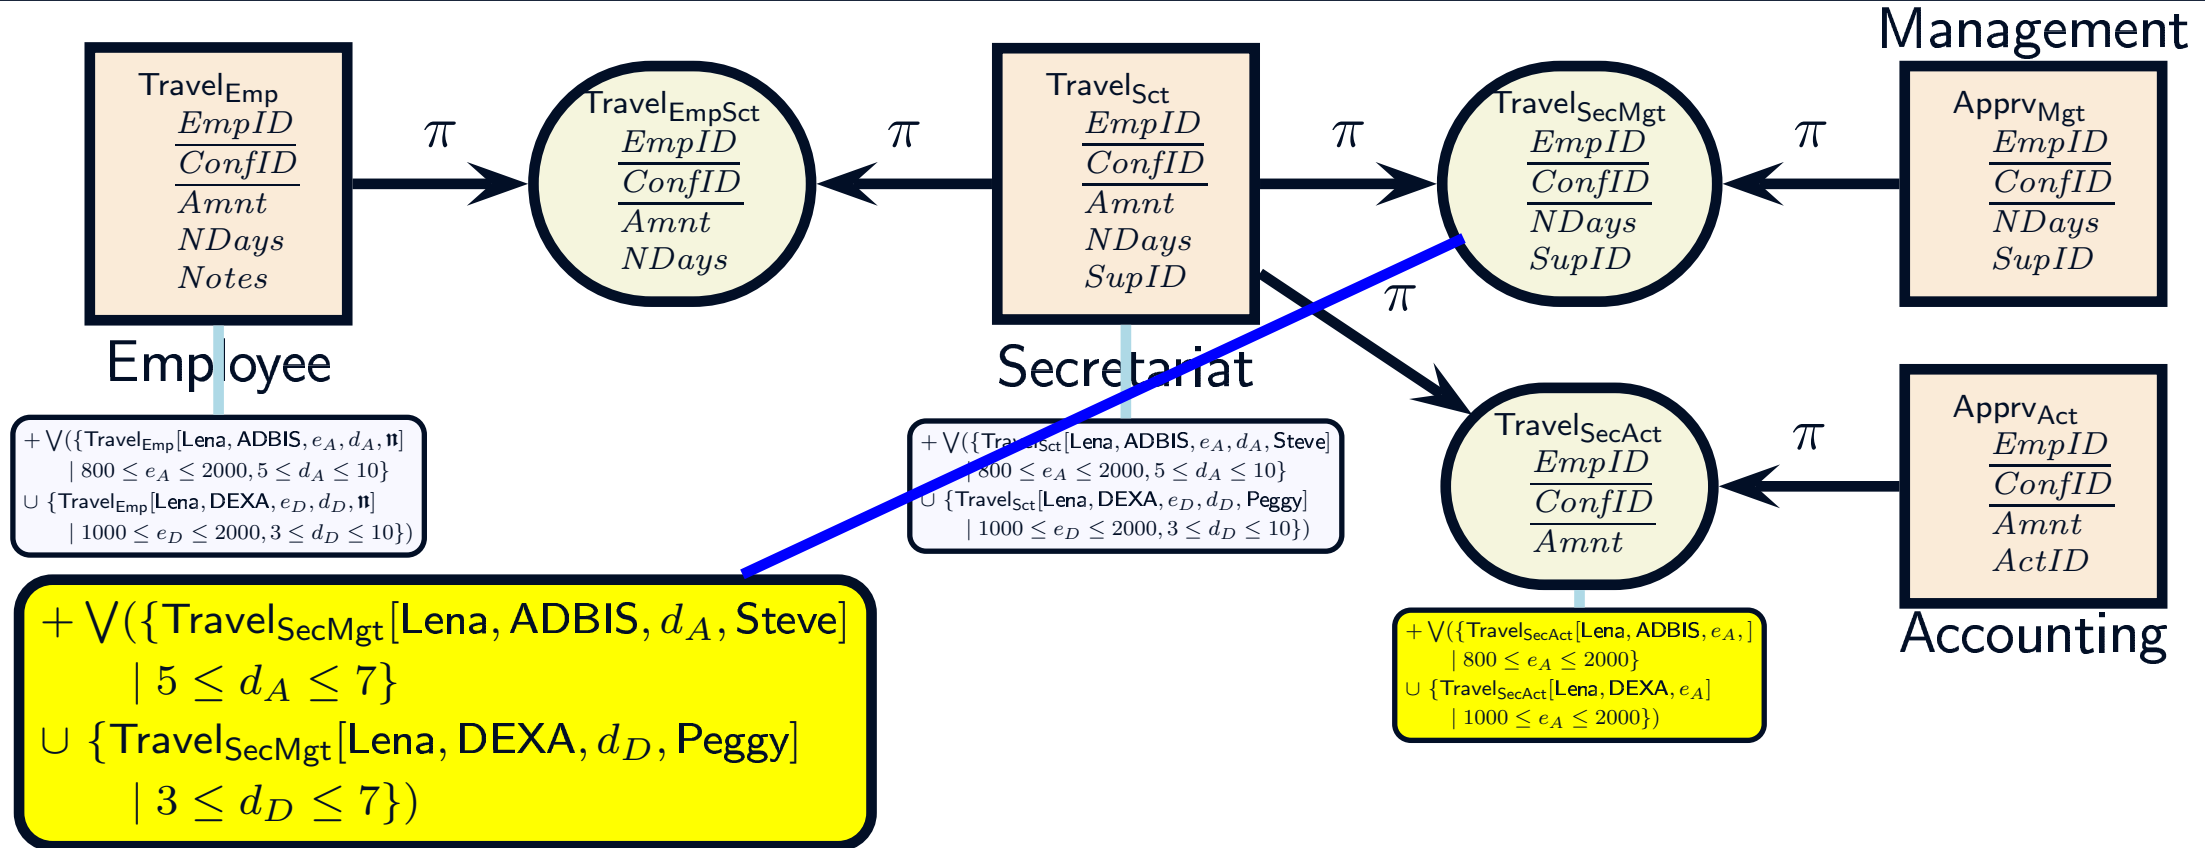 Management
Travel_Emp
EmpID
ConfID
Amnt
NDays
Notes
π
Travel_EmpSct
EmpID
ConfID
Amnt
NDays
π
Travel_Sct
EmpID
ConfID
Amnt
NDays
SupID
π
Travel_SecMgt
EmpID
ConfID
NDays
SupID
π
Apprv_Mgt
EmpID
ConfID
NDays
SupID
π
Employee
Secretariat
Travel_SecAct
EmpID
ConfID
Amnt
π
Apprv_Act
EmpID
ConfID
Amnt
ActID
Accounting
+ ⋁({Travel_Emp[Lena, ADBIS, e_A, d_A, 𝖓]
| 800 ≤ e_A ≤ 2000, 5 ≤ d_A ≤ 10}
∪ {Travel_Emp[Lena, DEXA, e_D, d_D, 𝖓]
| 1000 ≤ e_D ≤ 2000, 3 ≤ d_D ≤ 10})
+ ⋁({Travel_Sct[Lena, ADBIS, e_A, d_A, Steve]
| 800 ≤ e_A ≤ 2000, 5 ≤ d_A ≤ 10}
∪ {Travel_Sct[Lena, DEXA, e_D, d_D, Peggy]
| 1000 ≤ e_D ≤ 2000, 3 ≤ d_D ≤ 10})
+ ⋁({Travel_SecMgt[Lena, ADBIS, d_A, Steve]
| 5 ≤ d_A ≤ 7}
∪ {Travel_SecMgt[Lena, DEXA, d_D, Peggy]
| 3 ≤ d_D ≤ 7})
+ ⋁({Travel_SecAct[Lena, ADBIS, e_A, ]
| 800 ≤ e_A ≤ 2000}
∪ {Travel_SecAct[Lena, DEXA, e_A]
| 1000 ≤ e_A ≤ 2000})